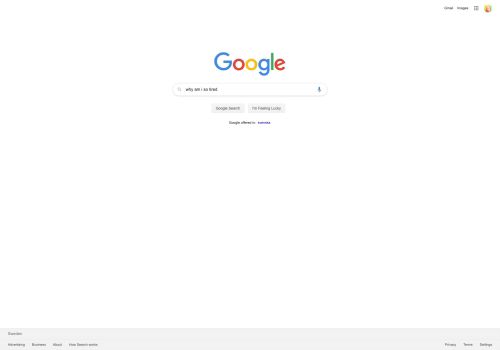 Gmail Images
Google
why am i so tired
Google Search I'm Feeling Lucky
Google offered in: svenska
Sweden
Advertising Business About How Search works Privacy Terms Settings